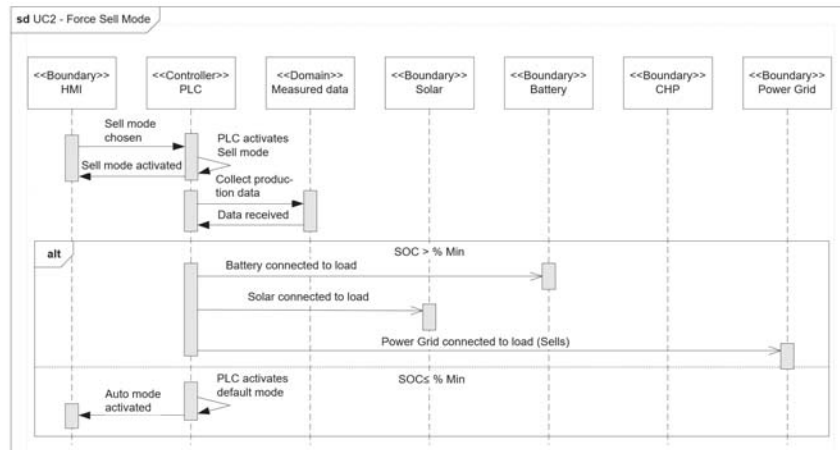 sd UC2 - Force Sell Mode
<<Boundary>>
HMI
<<Controller>>
PLC
<<Domain>>
Measured data
<<Boundary>>
Solar
<<Boundary>>
Battery
<<Boundary>>
CHP
<<Boundary>>
Power Grid
Sell mode
chosen
PLC activates
Sell mode
Sell mode activated
Collect produc-
tion data
Data received
alt
SOC > % Min
Battery connected to load
Solar connected to load
Power Grid connected to load (Sells)
SOC≤ % Min
PLC activates
default mode
Auto mode
activated